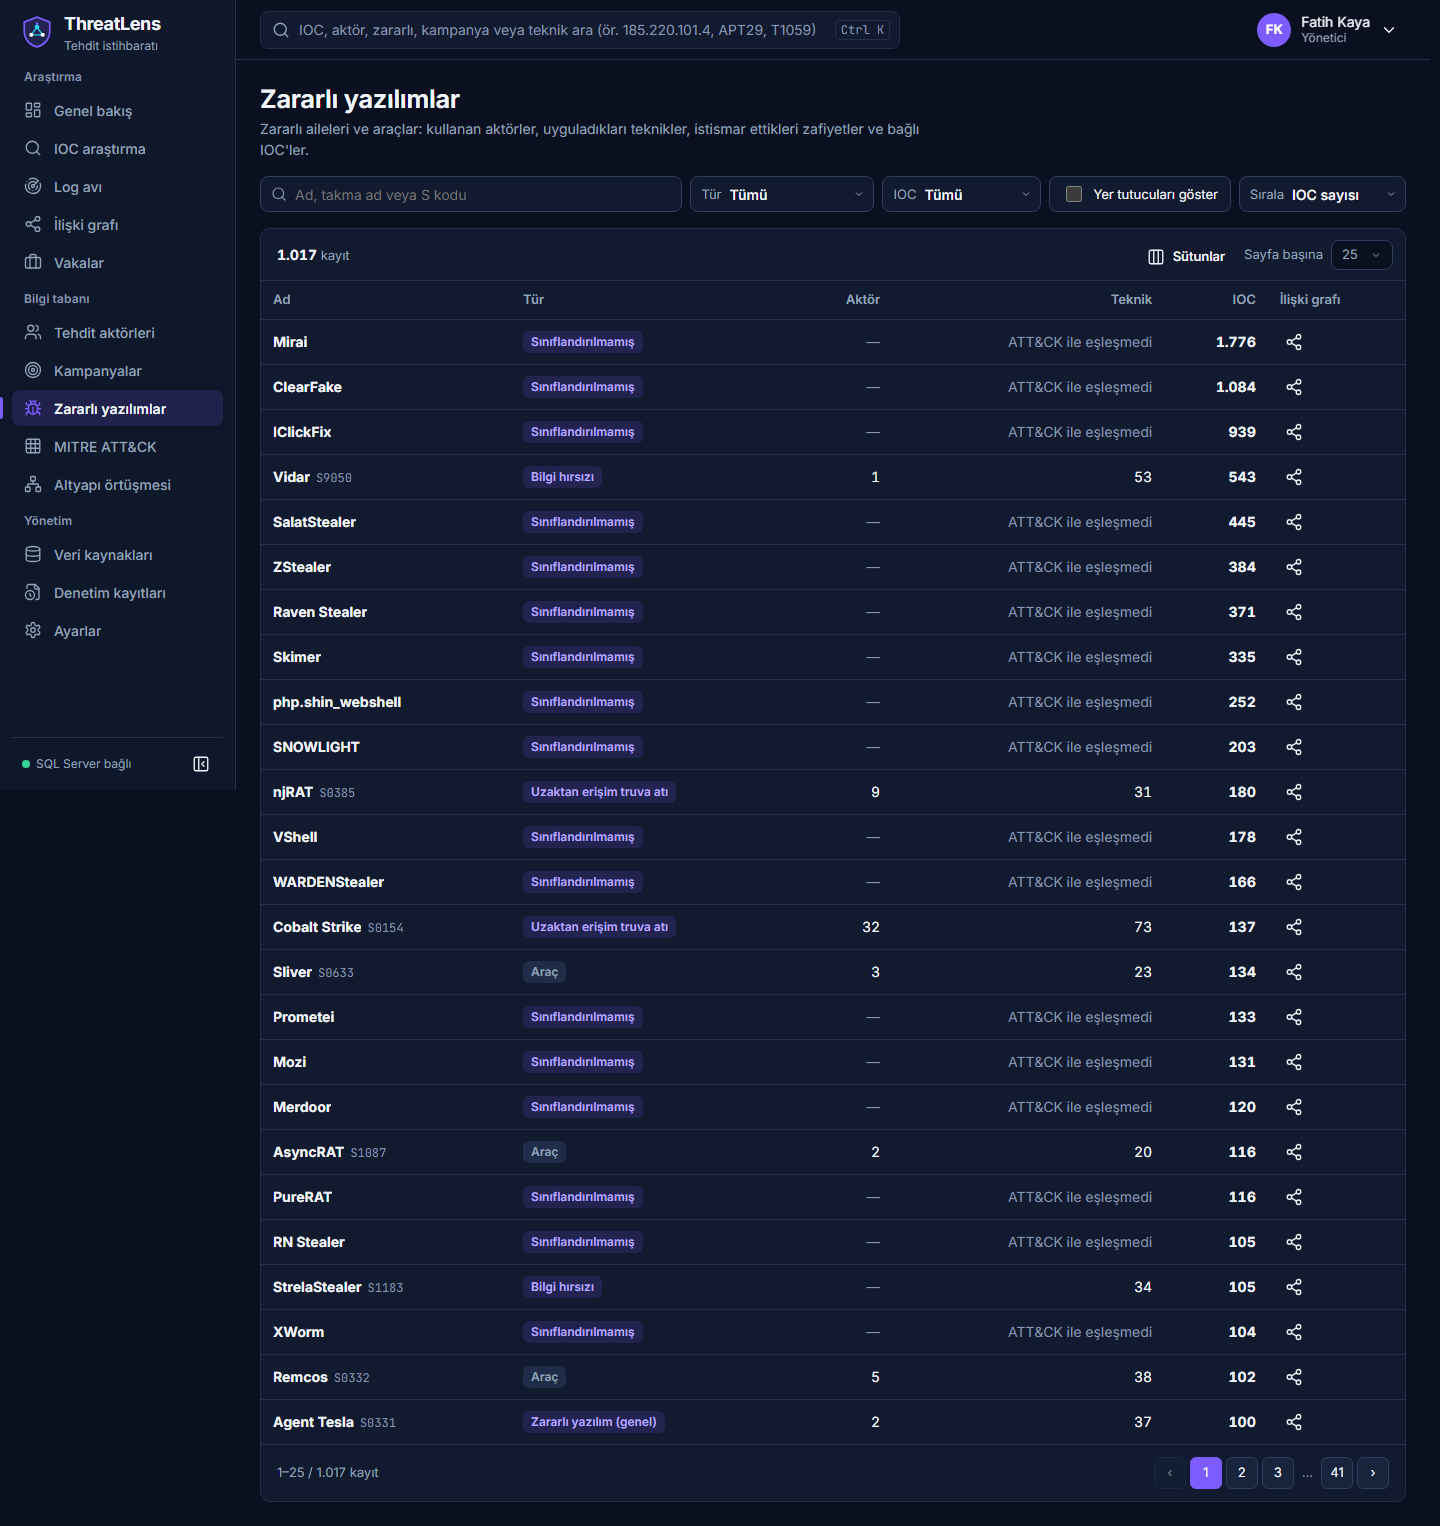 ThreatLens
Tehdit istihbaratı
Araştırma
Genel bakış
IOC araştırma
Log avı
İlişki grafı
Vakalar
Bilgi tabanı
Tehdit aktörleri
Kampanyalar
Zararlı yazılımlar
MITRE ATT&CK
Altyapı örtüşmesi
Yönetim
Veri kaynakları
Denetim kayıtları
Ayarlar
SQL Server bağlı
IOC, aktör, zararlı, kampanya veya teknik ara (ör. 185.220.101.4, APT29, T1059) Ctrl K
FK Fatih Kaya
Yönetici
Zararlı yazılımlar
Zararlı aileleri ve araçlar: kullanan aktörler, uyguladıkları teknikler, istismar ettikleri zafiyetler ve bağlı
IOC'ler.
Ad, takma ad veya S kodu Tür Tümü IOC Tümü Yer tutucuları göster Sırala IOC sayısı
1.017 kayıt Sütunlar Sayfa başına 25
Ad Tür Aktör Teknik IOC İlişki grafı
Mirai Sınıflandırılmamış — ATT&CK ile eşleşmedi 1.776
ClearFake Sınıflandırılmamış — ATT&CK ile eşleşmedi 1.084
IClickFix Sınıflandırılmamış — ATT&CK ile eşleşmedi 939
Vidar S9050 Bilgi hırsızı 1 53 543
SalatStealer Sınıflandırılmamış — ATT&CK ile eşleşmedi 445
ZStealer Sınıflandırılmamış — ATT&CK ile eşleşmedi 384
Raven Stealer Sınıflandırılmamış — ATT&CK ile eşleşmedi 371
Skimer Sınıflandırılmamış — ATT&CK ile eşleşmedi 335
php.shin_webshell Sınıflandırılmamış — ATT&CK ile eşleşmedi 252
SNOWLIGHT Sınıflandırılmamış — ATT&CK ile eşleşmedi 203
njRAT S0385 Uzaktan erişim truva atı 9 31 180
VShell Sınıflandırılmamış — ATT&CK ile eşleşmedi 178
WARDENStealer Sınıflandırılmamış — ATT&CK ile eşleşmedi 166
Cobalt Strike S0154 Uzaktan erişim truva atı 32 73 137
Sliver S0633 Araç 3 23 134
Prometei Sınıflandırılmamış — ATT&CK ile eşleşmedi 133
Mozi Sınıflandırılmamış — ATT&CK ile eşleşmedi 131
Merdoor Sınıflandırılmamış — ATT&CK ile eşleşmedi 120
AsyncRAT S1087 Araç 2 20 116
PureRAT Sınıflandırılmamış — ATT&CK ile eşleşmedi 116
RN Stealer Sınıflandırılmamış — ATT&CK ile eşleşmedi 105
StrelaStealer S1183 Bilgi hırsızı — 34 105
XWorm Sınıflandırılmamış — ATT&CK ile eşleşmedi 104
Remcos S0332 Araç 5 38 102
Agent Tesla S0331 Zararlı yazılım (genel) 2 37 100
1–25 / 1.017 kayıt ‹ 1 2 3 … 41 ›